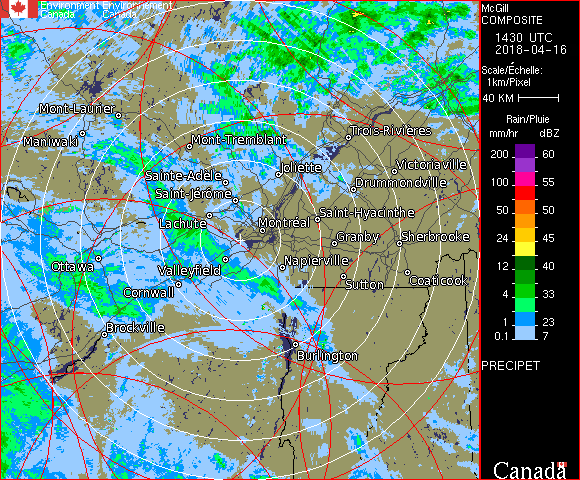 Environment Environnement
Canada Canada
McGill
COMPOSITE
1430 UTC
2018-04-16
Scale/Échelle:
1km/Pixel
40 KM
Rain/Pluie
mm/hr dBZ
200 60
100 55
50 50
24 45
12 40
4 33
2 30
1 23
0.1 7
PRECIPET
Canada
Mont-Laurier
Maniwaki
Mont-Tremblant
Trois-Rivières
Sainte-Adèle
Joliette
Victoriaville
Saint-Jérôme
Drummondville
Lachute
Montréal
Saint-Hyacinthe
Granby
Sherbrooke
Ottawa
Valleyfield
Napierville
Cornwall
Sutton
Coaticook
Brockville
Burlington